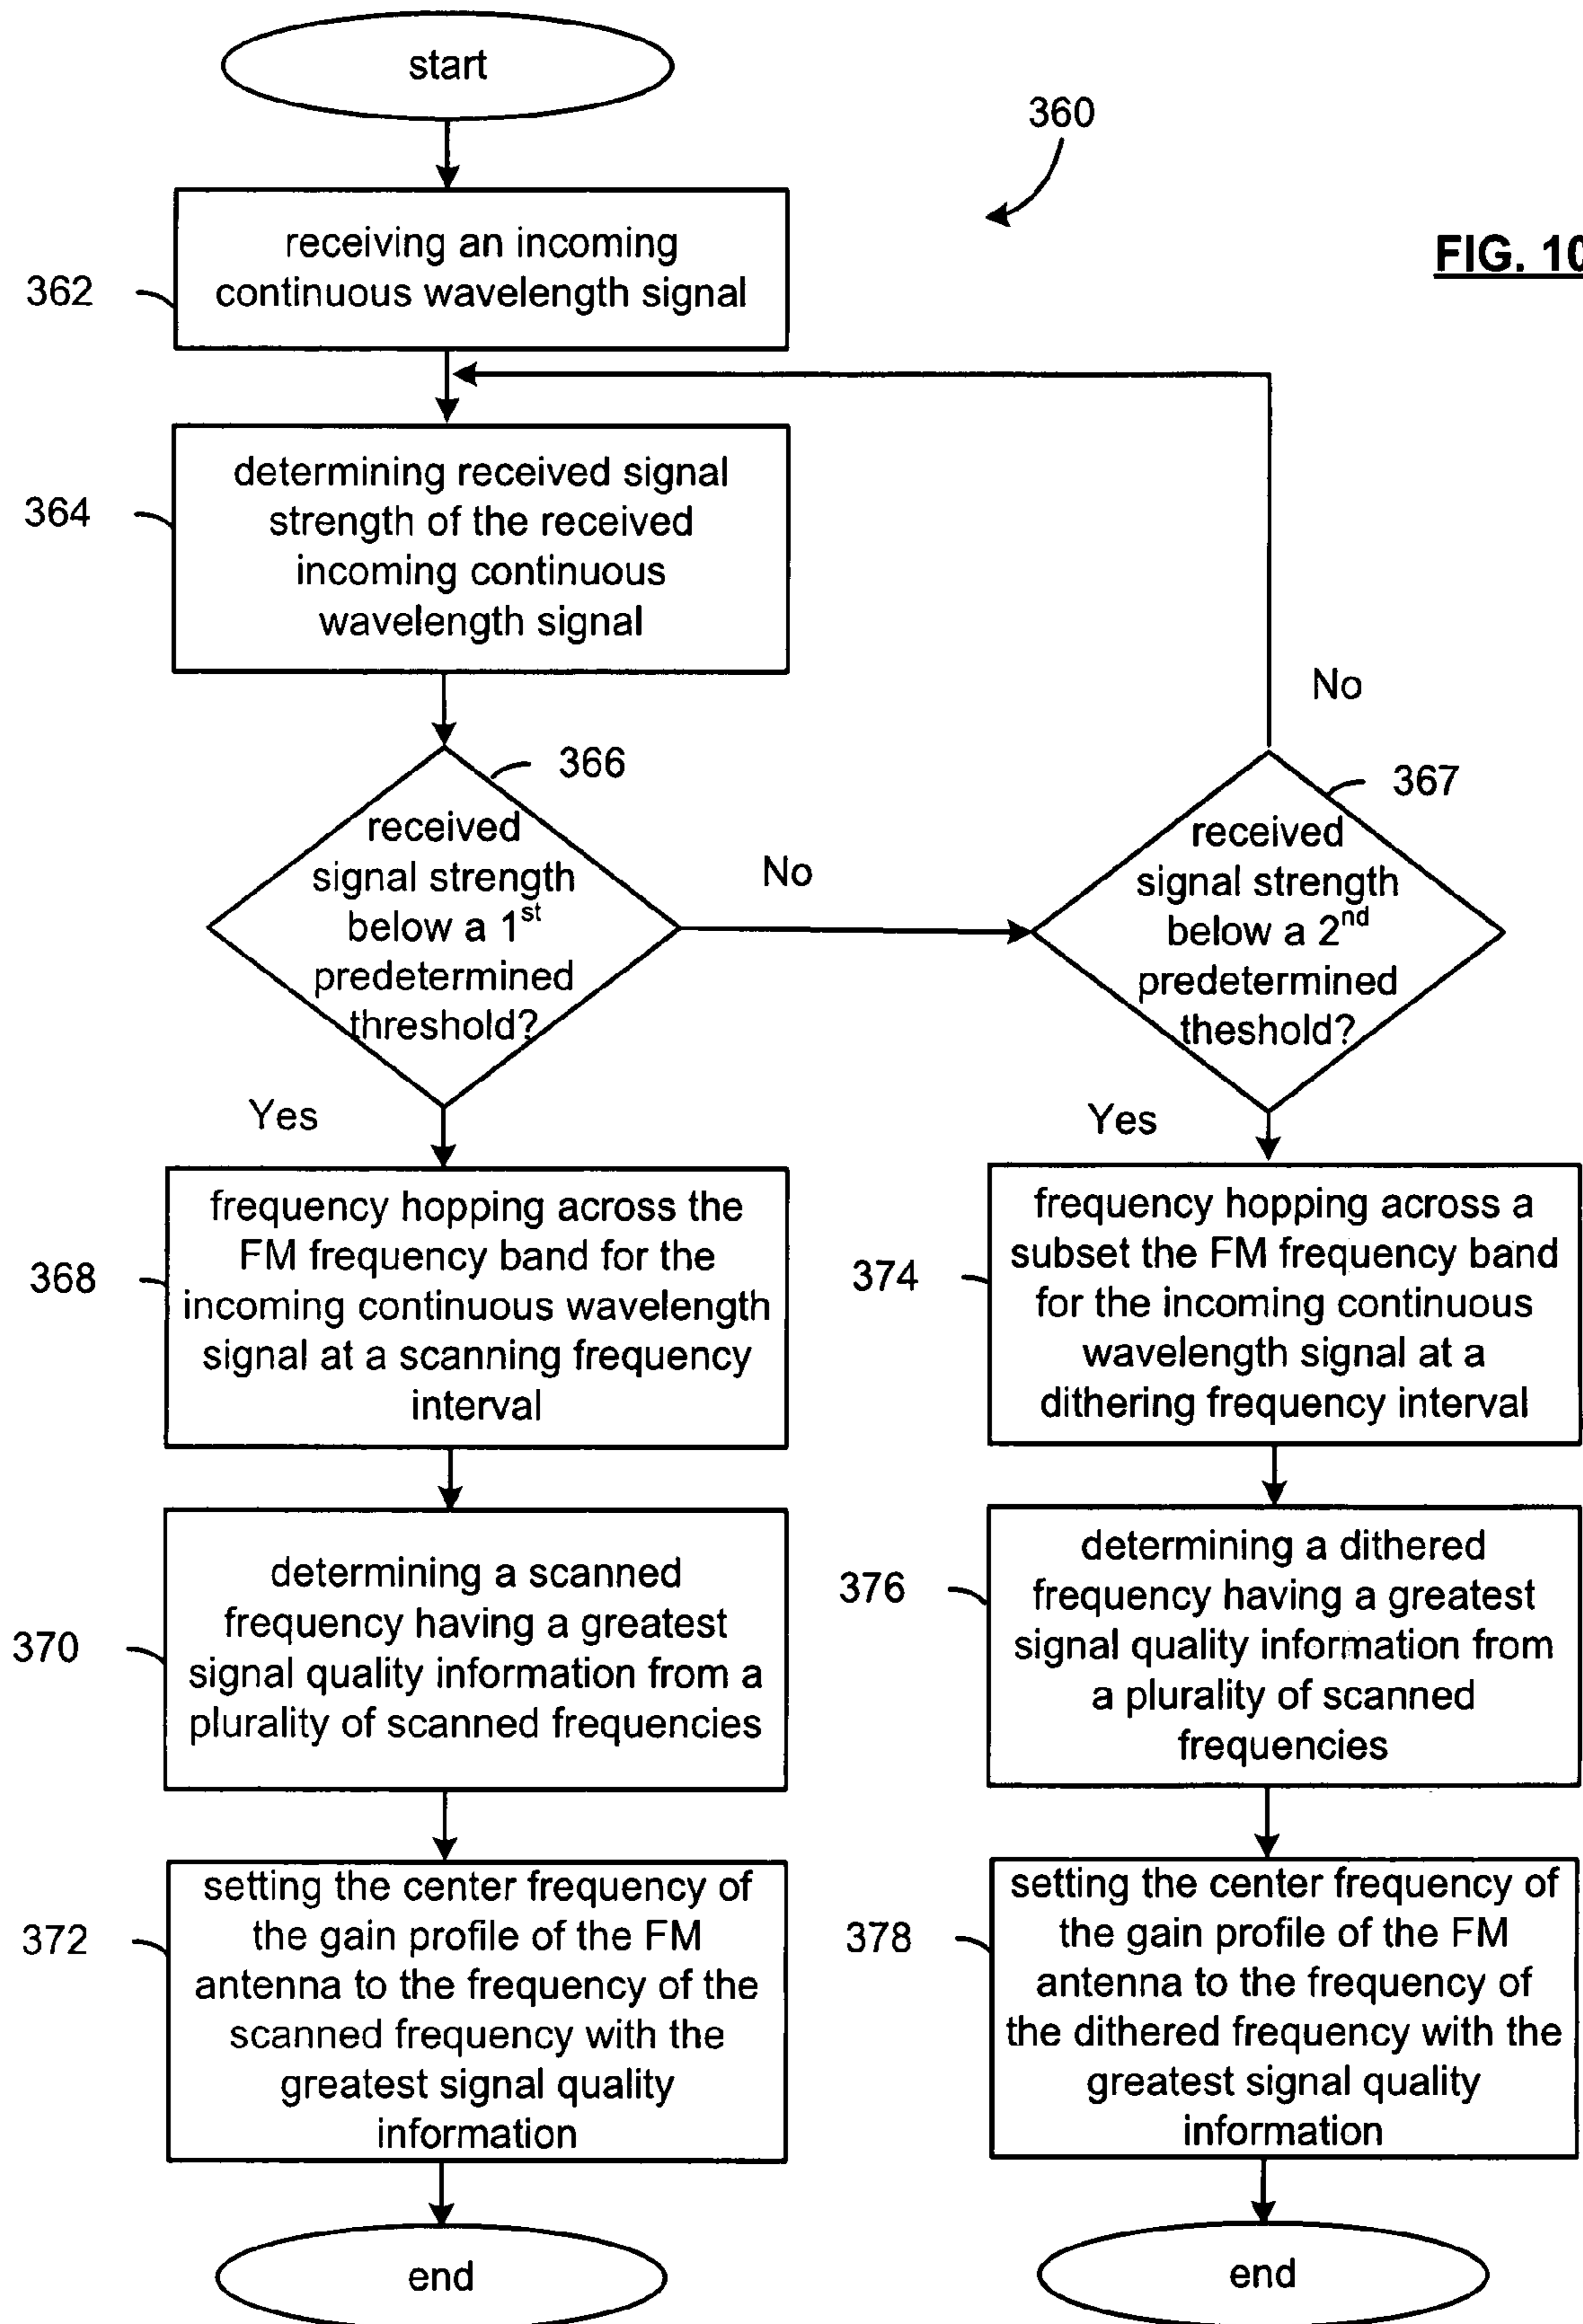 start
360
FIG. 10
receiving an incoming
continuous wavelength signal
362
determining received signal
strength of the received
incoming continuous
wavelength signal
364
No
366
received
signal strength
below a 1st
predetermined
threshold?
No
367
received
signal strength
below a 2nd
predetermined
theshold?
Yes
Yes
frequency hopping across the
FM frequency band for the
incoming continuous wavelength
signal at a scanning frequency
interval
368
frequency hopping across a
subset the FM frequency band
for the incoming continuous
wavelength signal at a
dithering frequency interval
374
determining a scanned
frequency having a greatest
signal quality information from a
plurality of scanned frequencies
370
determining a dithered
frequency having a greatest
signal quality information from
a plurality of scanned
frequencies
376
setting the center frequency of
the gain profile of the FM
antenna to the frequency of the
scanned frequency with the
greatest signal quality
information
372
setting the center frequency of
the gain profile of the FM
antenna to the frequency of
the dithered frequency with the
greatest signal quality
information
378
end
end